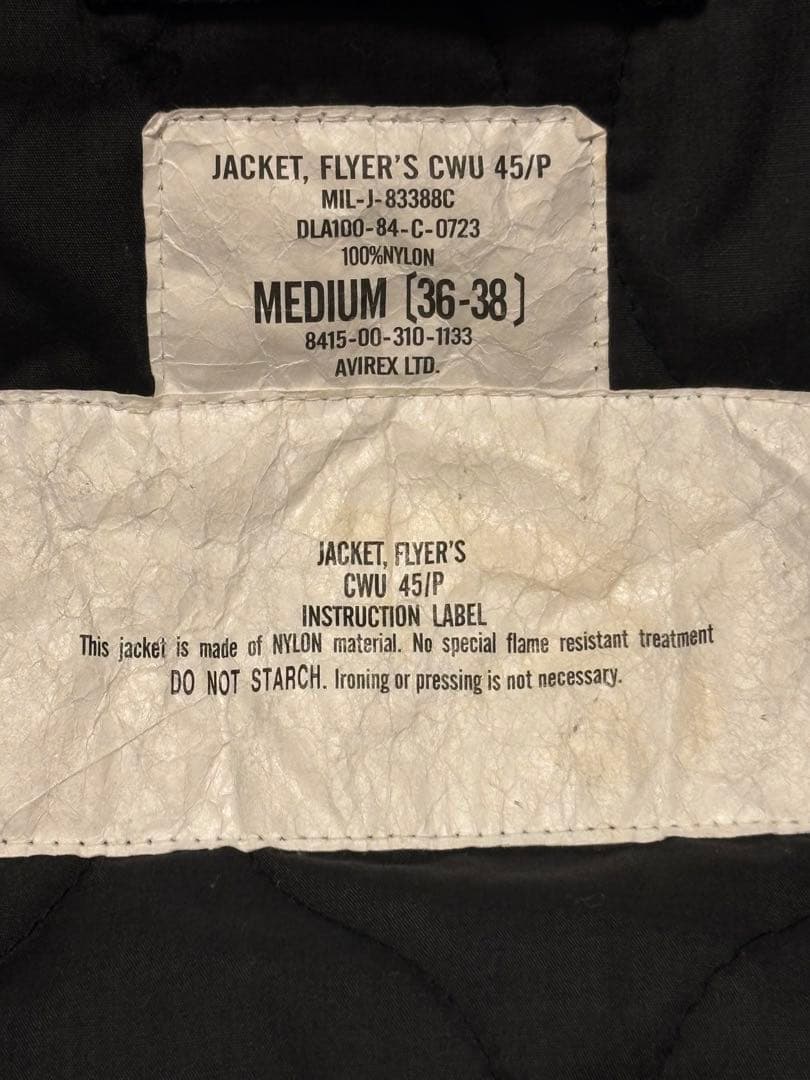 JACKET, FLYER'S CWU 45/P
MIL-J-83388C
DLA100-84-C-0723
100%NYLON
MEDIUM [36-38]
8415-00-310-1133
AVIREX LTD.
JACKET, FLYER'S
CWU 45/P
INSTRUCTION LABEL
This jacket is made of NYLON material. No special flame resistant treatment
DO NOT STARCH. Ironing or pressing is not necessary.